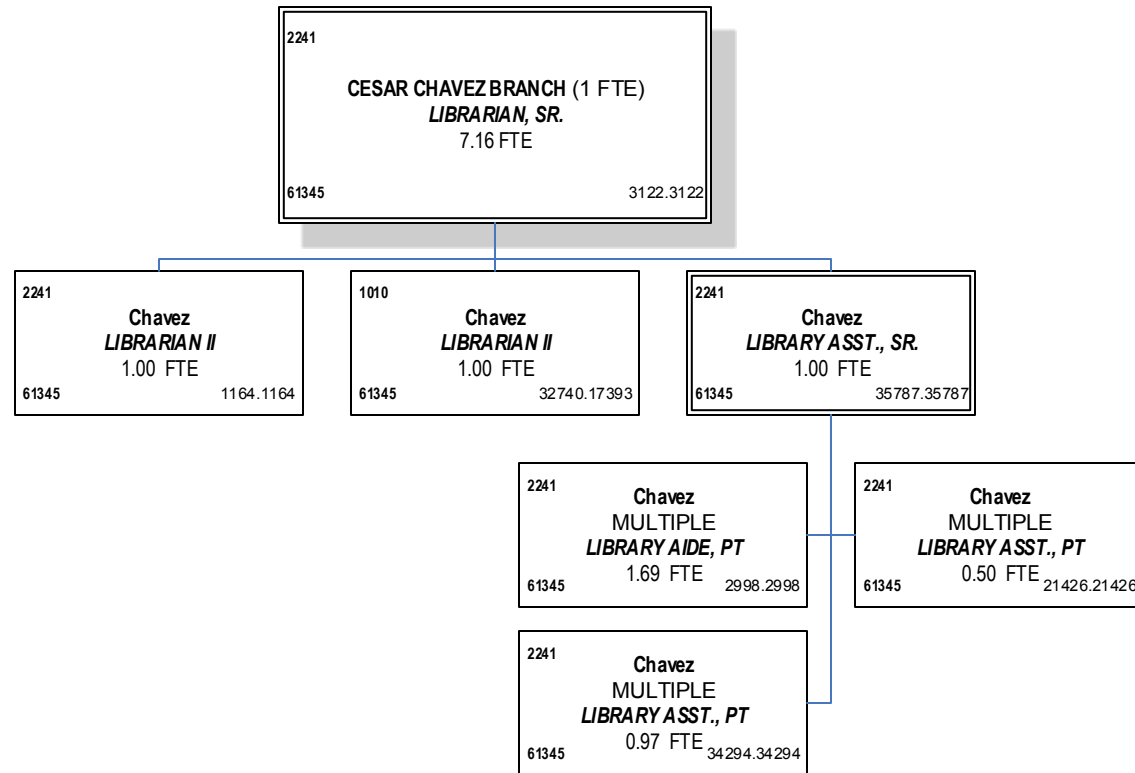 2241
CESAR CHAVEZ BRANCH (1 FTE)
LIBRARIAN, SR.
7.16 FTE
61345 3122.3122
2241
Chavez
LIBRARIAN II
1.00 FTE
61345 1164.1164
1010
Chavez
LIBRARIAN II
1.00 FTE
61345 32740.17393
2241
Chavez
LIBRARY ASST., SR.
1.00 FTE
61345 35787.35787
2241
Chavez
MULTIPLE
LIBRARY AIDE, PT
1.69 FTE
61345 2998.2998
2241
Chavez
MULTIPLE
LIBRARY ASST., PT
0.50 FTE
61345 21426.21426
2241
Chavez
MULTIPLE
LIBRARY ASST., PT
0.97 FTE
61345 34294.34294